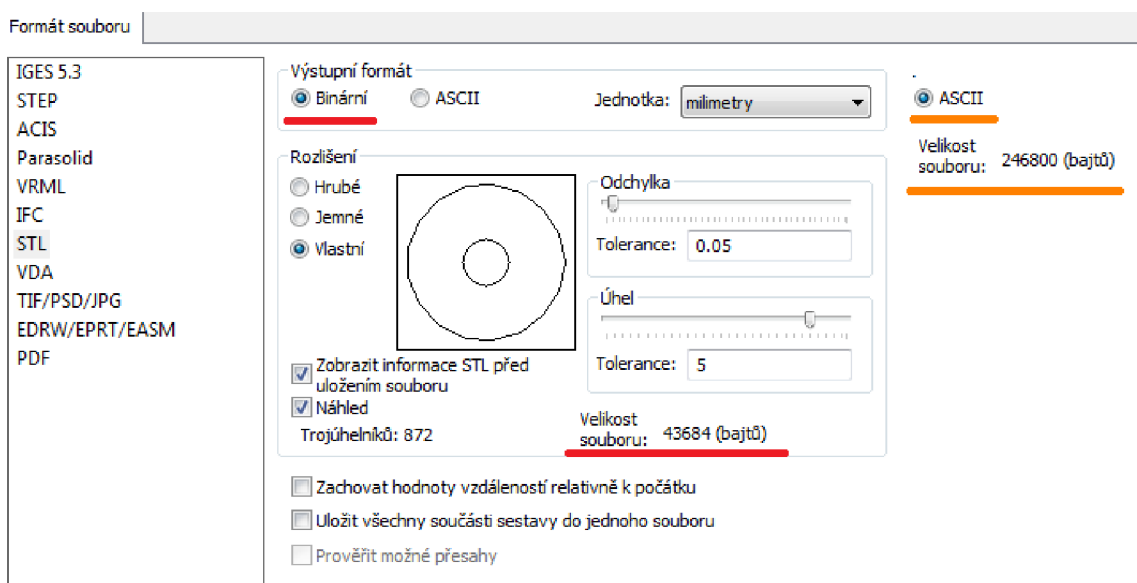 Formát souboru
IGES 5.3
STEP
ACIS
Parasolid
VRML
IFC
STL
VDA
TIF/PSD/JPG
EDRW/EPRT/EASM
PDF
Výstupní formát
Binární
ASCII
Jednotka: milimetry
Rozlišení
Hrubé
Jemné
Vlastní
Odchylka
Tolerance: 0.05
Úhel
Tolerance: 5
Zobrazit informace STL před
uložením souboru
Náhled
Trojúhelníků: 872
Velikost
souboru: 43684 (bajtů)
Zachovat hodnoty vzdáleností relativně k počátku
Uložit všechny součásti sestavy do jednoho souboru
Prověřit možné přesahy
ASCII
Velikost
souboru: 246800 (bajtů)